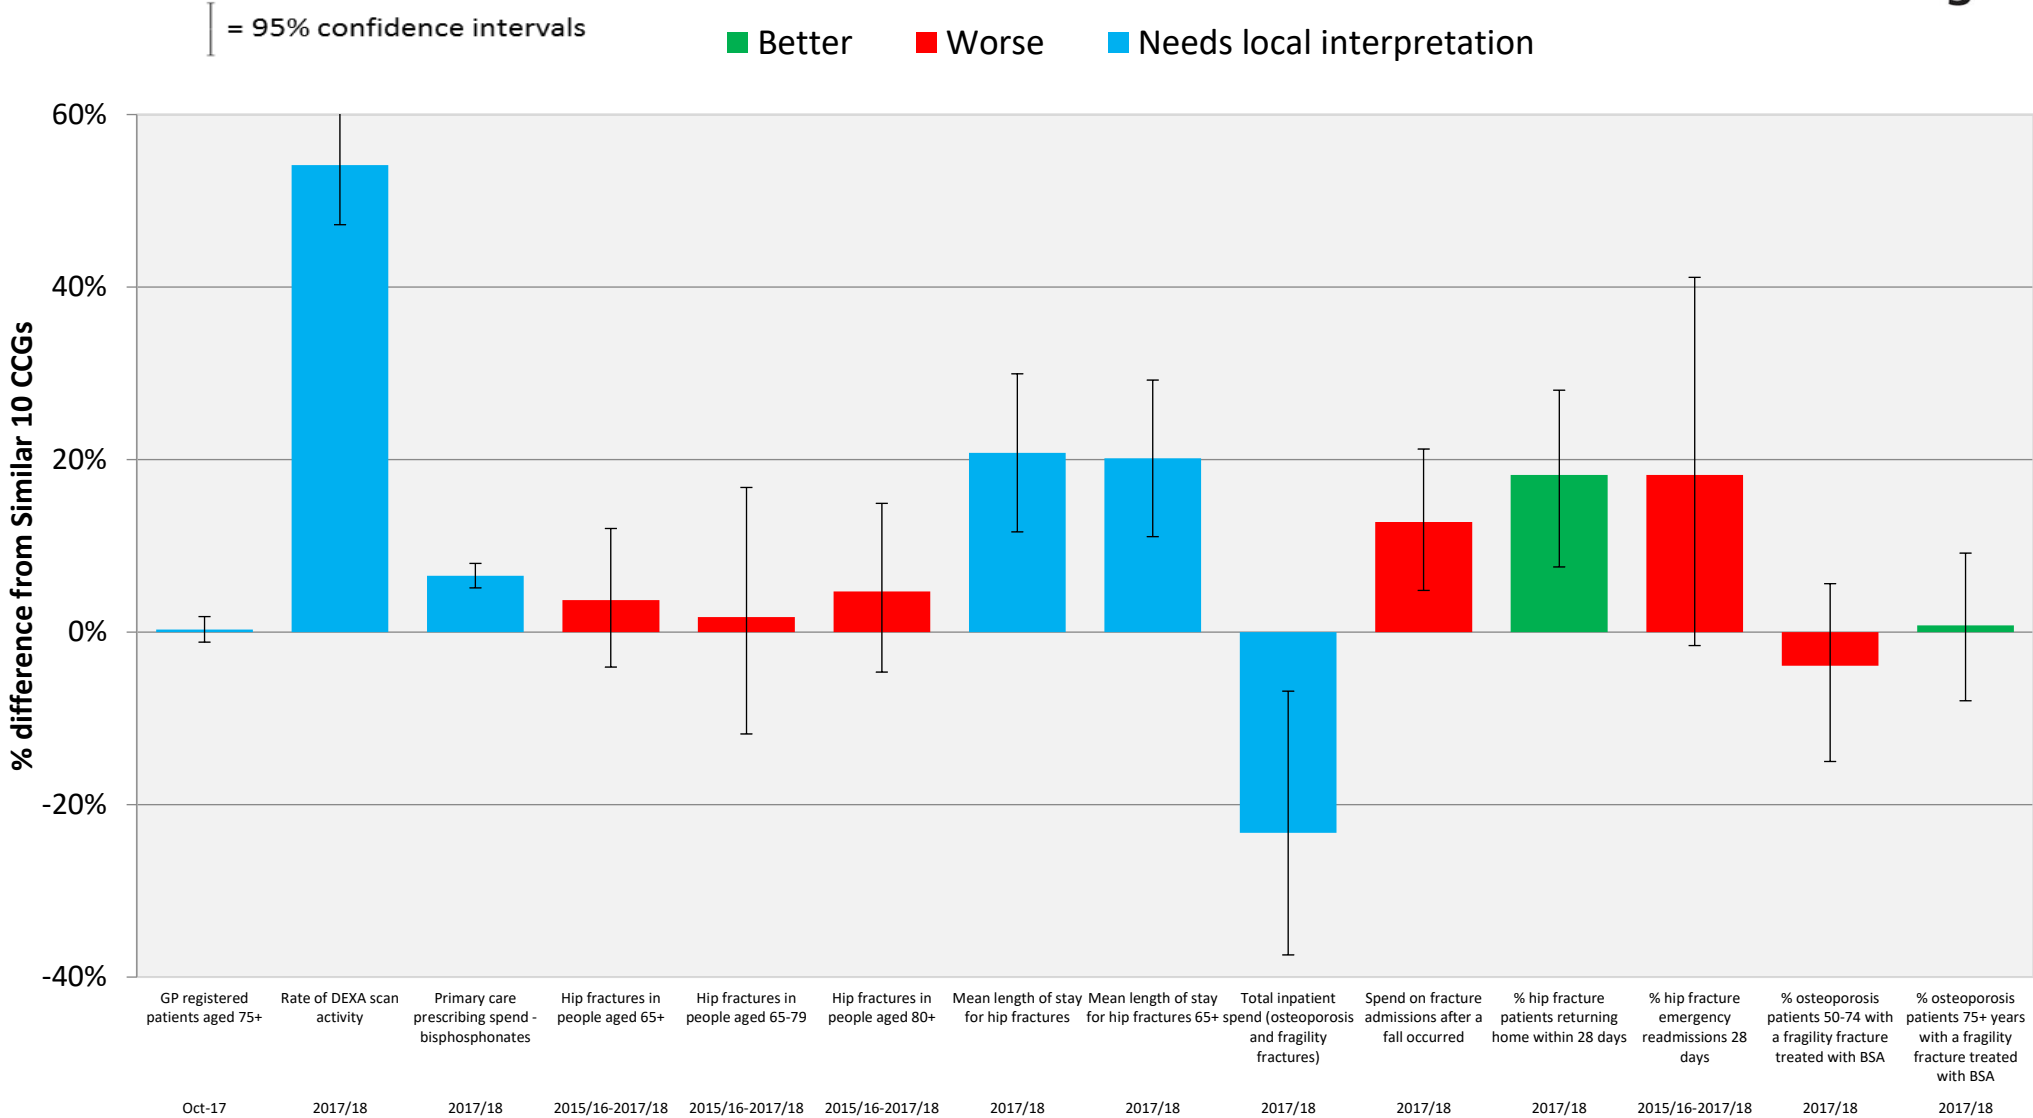 = 95% confidence intervals
Better
Worse
Needs local interpretation
% difference from Similar 10 CCGs
60%
40%
20%
0%
-20%
-40%
GP registered
patients aged 75+
Oct-17
Rate of DEXA scan
activity
2017/18
Primary care
prescribing spend -
bisphosphonates
2017/18
Hip fractures in
people aged 65+
2015/16-2017/18
Hip fractures in
people aged 65-79
2015/16-2017/18
Hip fractures in
people aged 80+
2015/16-2017/18
Mean length of stay
for hip fractures
2017/18
Mean length of stay
for hip fractures 65+
2017/18
Total inpatient
spend (osteoporosis
and fragility
fractures)
2017/18
Spend on fracture
admissions after a
fall occurred
2017/18
% hip fracture
patients returning
home within 28 days
2017/18
% hip fracture
emergency
readmissions 28
days
2015/16-2017/18
% osteoporosis
patients 50-74 with
a fragility fracture
treated with BSA
2017/18
% osteoporosis
patients 75+ years
with a fragility
fracture treated
with BSA
2017/18